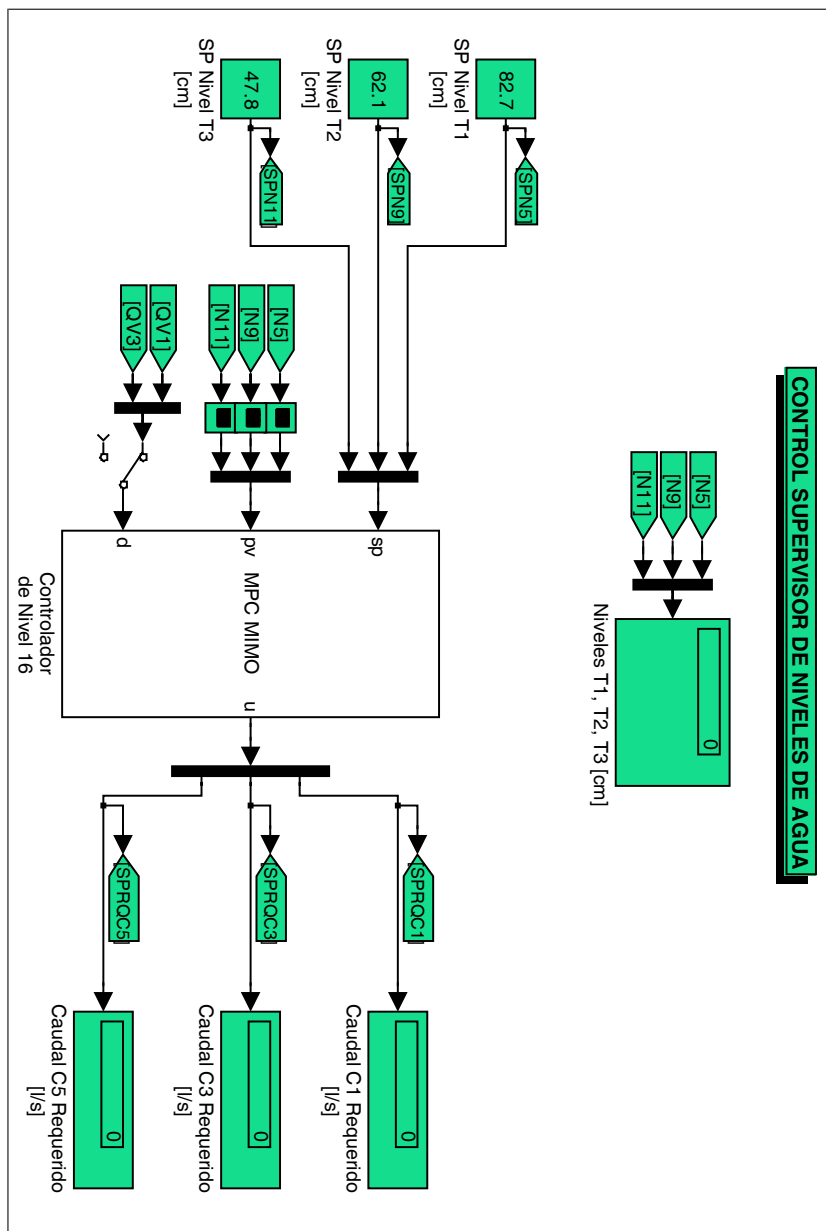 CONTROL SUPERVISOR DE NIVELES DE AGUA
[N5]
[N9]
[N11]
0
Niveles T1, T2, T3 [cm]
82.7
SP Nivel T1
[cm]
[SPN5]
62.1
SP Nivel T2
[cm]
[SPN9]
47.8
SP Nivel T3
[cm]
[SPN11]
[N5]
[N9]
[N11]
[QV1]
[QV3]
sp
pv
d
MPC MIMO
u
Controlador
de Nivel 16
[SPRQC1]
[SPRQC3]
[SPRQC5]
0
Caudal C1 Requerido
[l/s]
0
Caudal C3 Requerido
[l/s]
0
Caudal C5 Requerido
[l/s]